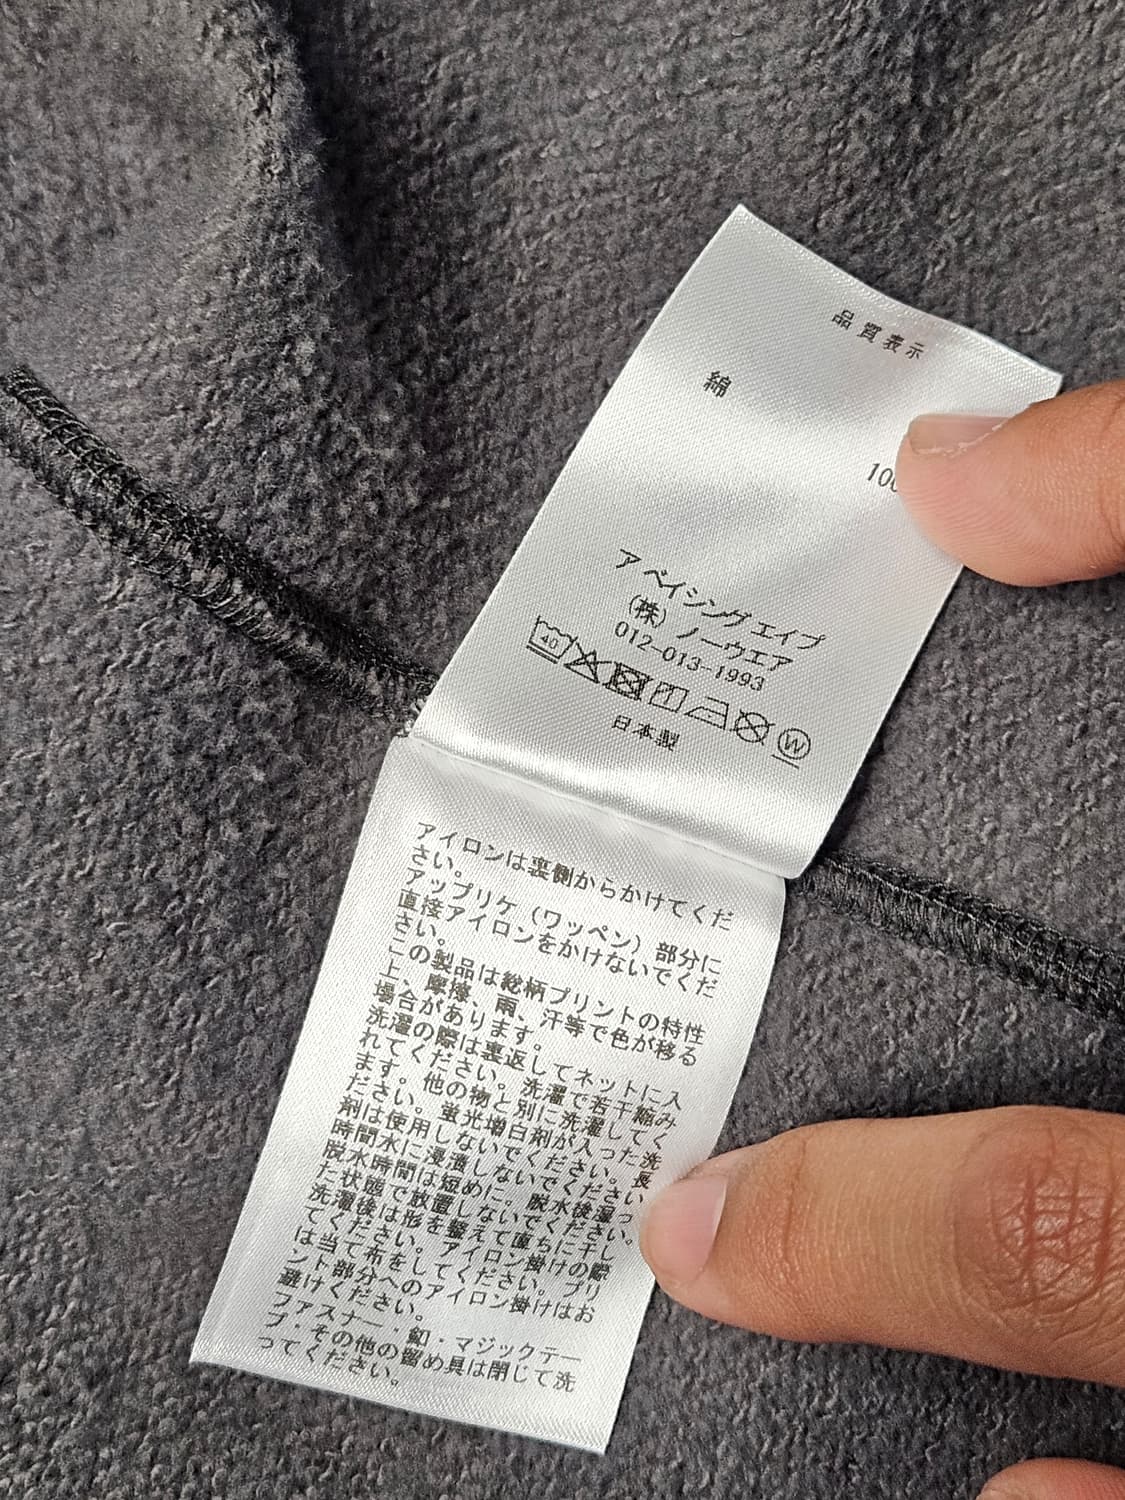 品質表示
綿
100
アベイシングエイプ
(株)ノーウエア
012-013-1993
40
W
日本製
アイロンは裏側からかけてくだ
さい。
アップリケ（ワッペン）部分に
直接アイロンをかけないでくだ
さい。
この製品は総柄プリントの特性
上、摩擦、雨、汗等で色が移る
場合があります。
洗濯の際は裏返してネットに入
れてください。洗濯で若干縮み
ます。他の物と別に洗濯してく
ださい。蛍光増白剤が入った洗
剤は使用しないでください。長
時間水に浸漬しないでください
脱水時間は短めに。脱水後湿っ
た状態で放置しないでください。
洗濯後は形を整えて直ちに干し
てください。アイロン掛けの際
は当て布をしてください。プリ
ント部分へのアイロン掛けはお
避けください。
ファスナー・釦・マジックテー
プ・その他の留め具は閉じて洗
ってください。